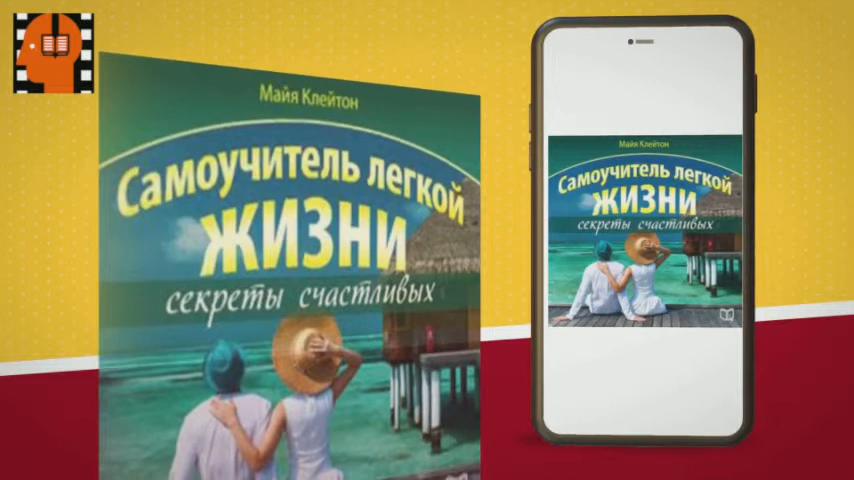 Майя Клейтон
Самоучитель легкой
жизни
секреты счастливых
Майя Клейтон
Самоучитель легкой
жизни
секреты счастливых